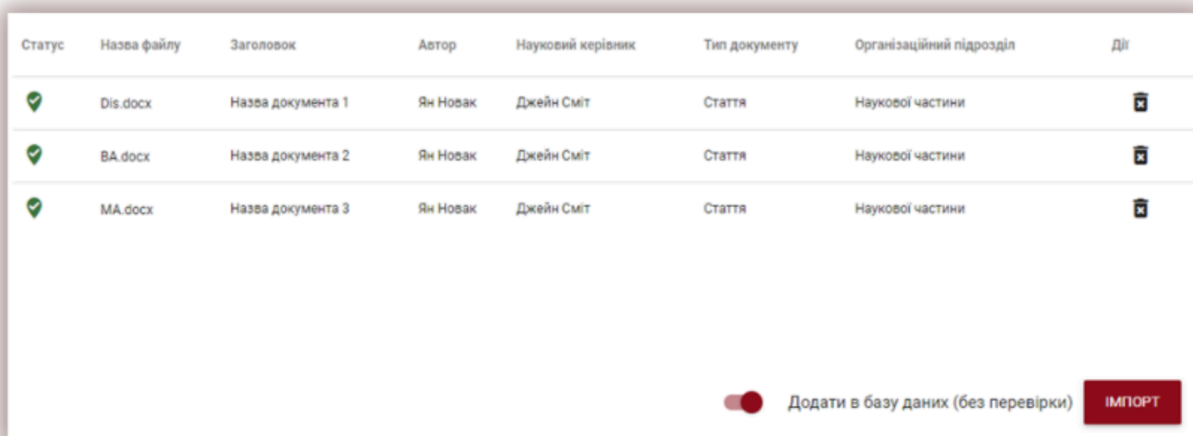 Статус Назва файлу Заголовок Автор Науковий керівник Тип документу Організаційний підрозділ Дії
Dis.docx Назва документа 1 Ян Новак Джейн Сміт Стаття Наукової частини
BA.docx Назва документа 2 Ян Новак Джейн Сміт Стаття Наукової частини
MA.docx Назва документа 3 Ян Новак Джейн Сміт Стаття Наукової частини
Додати в базу даних (без перевірки) ІМПОРТ